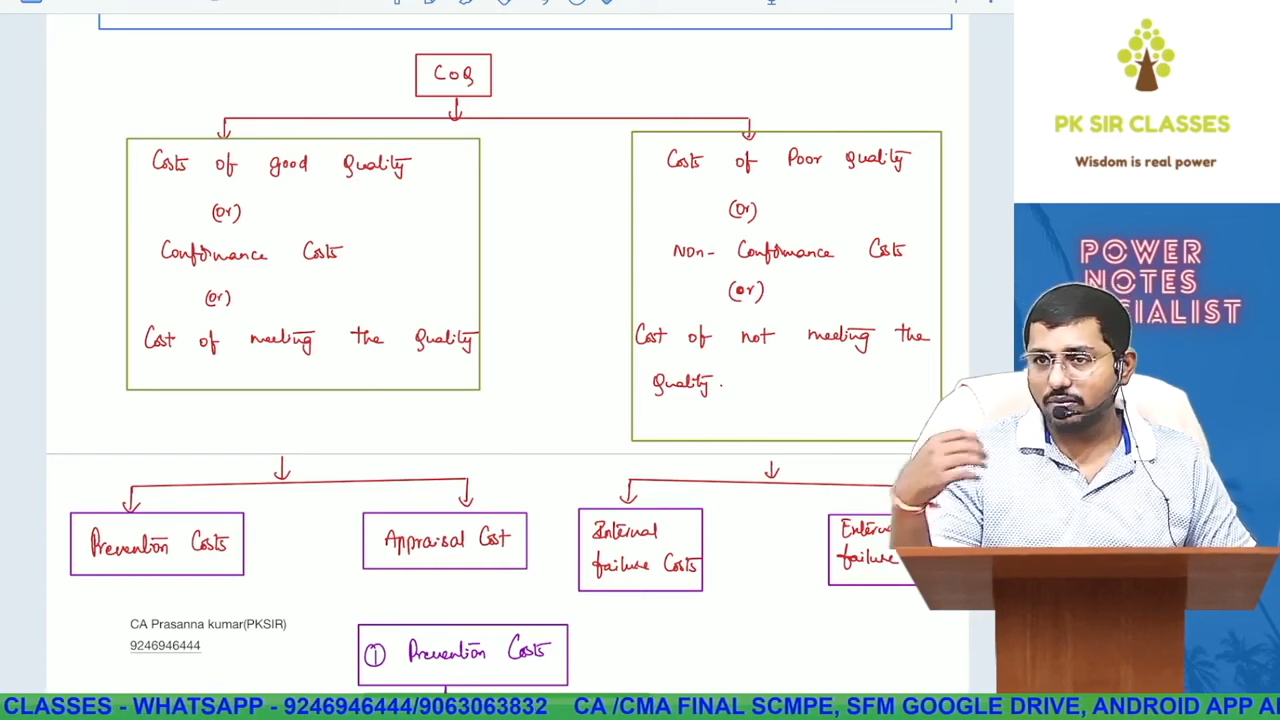 COQ
Costs of good Quality
(or)
Conformance Costs
(or)
Cost of meeting the Quality
Costs of Poor Quality
(or)
Non- Conformance Costs
(or)
Cost of not meeting the
Quality.
Prevention Costs
Appraisal Cost
Internal
failure Costs
failure
CA Prasanna kumar(PKSIR)
9246946444
① Prevention Costs
PK SIR CLASSES
Wisdom is real power
POWER
NOTES
CLASSES - WHATSAPP - 9246946444/9063063832 CA /CMA FINAL SCMPE, SFM GOOGLE DRIVE, ANDROID APP